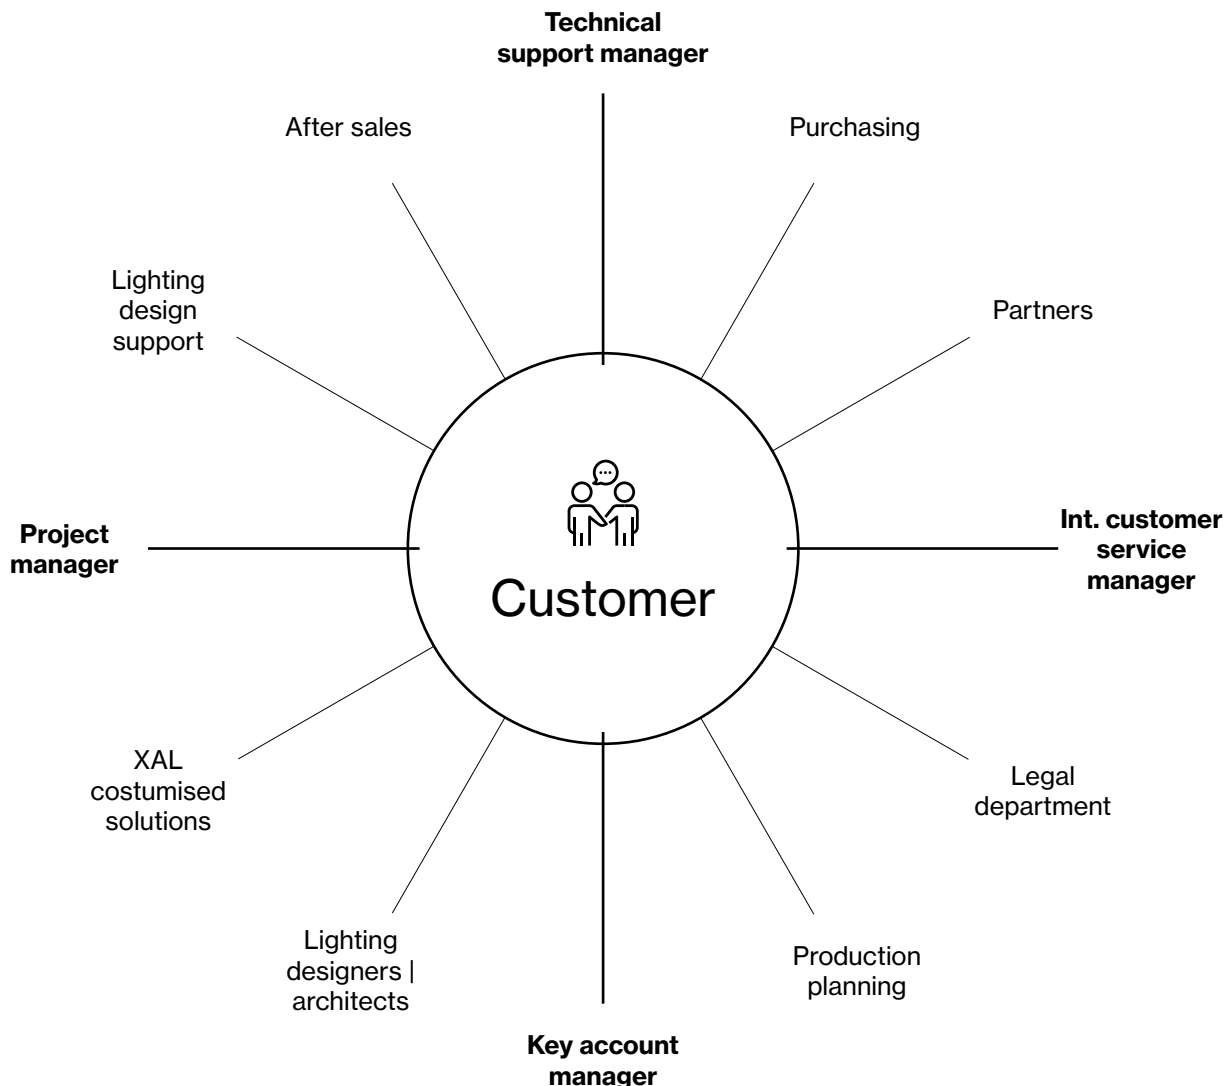 Technical
support manager
After sales
Purchasing
Lighting
design
support
Partners
Project
manager
Int. customer
service
manager
Customer
XAL
costumised
solutions
Legal
department
Lighting
designers |
architects
Production
planning
Key account
manager